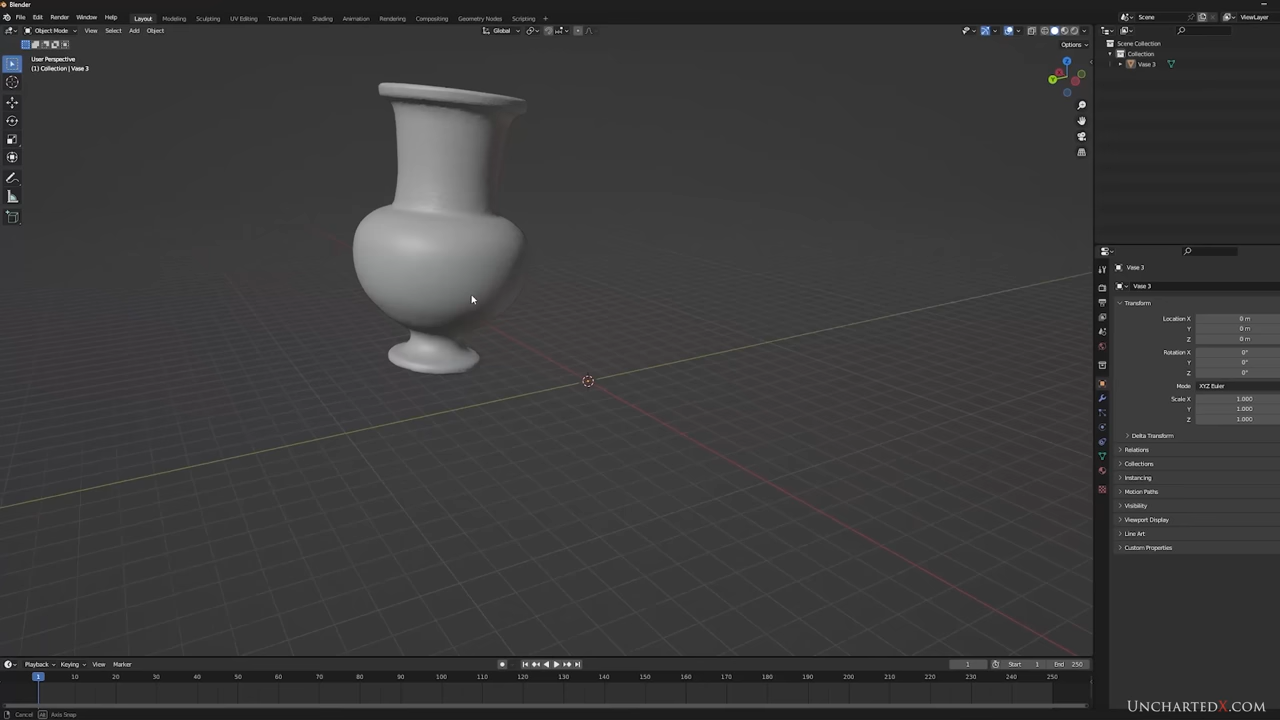 Blender
File Edit Render Window Help Layout Modeling Sculpting UV Editing Texture Paint Shading Animation Rendering Compositing Geometry Nodes Scripting + Scene ViewLayer
Object Mode View Select Add Object Global
Options
User Perspective
(1) Collection | Vase 3
Scene Collection
Collection
Vase 3
Z
Y
Vase 3
Vase 3
Transform
Location X 0 m
Y 0 m
Z 0 m
Rotation X 0°
Y 0°
Z 0°
Mode XYZ Euler
Scale X 1.000
Y 1.000
Z 1.000
Delta Transform
Relations
Collections
Instancing
Motion Paths
Visibility
Viewport Display
Line Art
Custom Properties
Playback Keying View Marker 1 Start 1 End 250
1 10 20 30 40 50 60 70 80 90 100 110 120 130 140 150 160 170 180 190 200 210 220 230 240 250
Cancel All Axis Snap
UNCHARTEDX.COM